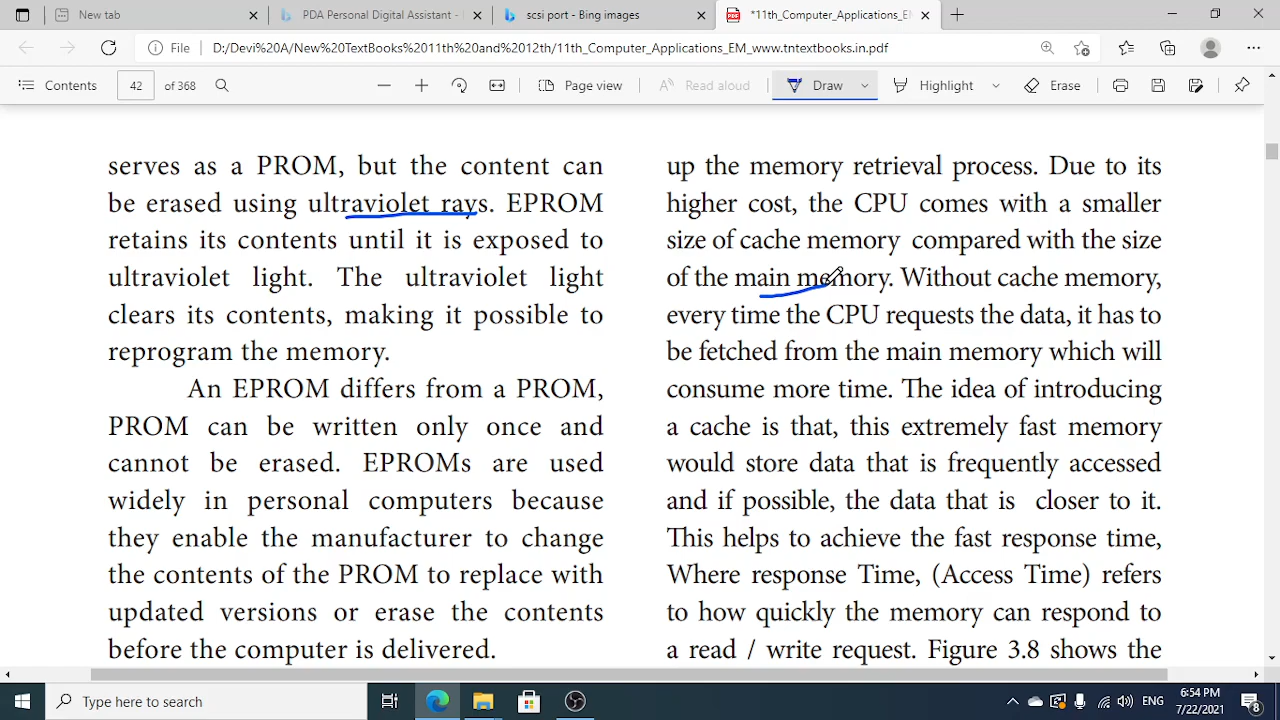 New tab
PDA Personal Digital Assistant -
scsi port - Bing images
*11th_Computer_Applications_EM
File
D:/Devi%20A/New%20TextBooks%2011th%20and%2012th/11th_Computer_Applications_EM_www.tntextbooks.in.pdf
Contents
42
of 368
Page view
Read aloud
Draw
Highlight
Erase
serves as a PROM, but the content can
be erased using ultraviolet rays. EPROM
retains its contents until it is exposed to
ultraviolet light. The ultraviolet light
clears its contents, making it possible to
reprogram the memory.
An EPROM differs from a PROM,
PROM can be written only once and
cannot be erased. EPROMs are used
widely in personal computers because
they enable the manufacturer to change
the contents of the PROM to replace with
updated versions or erase the contents
before the computer is delivered.
up the memory retrieval process. Due to its
higher cost, the CPU comes with a smaller
size of cache memory compared with the size
of the main memory. Without cache memory,
every time the CPU requests the data, it has to
be fetched from the main memory which will
consume more time. The idea of introducing
a cache is that, this extremely fast memory
would store data that is frequently accessed
and if possible, the data that is closer to it.
This helps to achieve the fast response time,
Where response Time, (Access Time) refers
to how quickly the memory can respond to
a read / write request. Figure 3.8 shows the
Type here to search
ENG
6:54 PM
7/22/2021
8